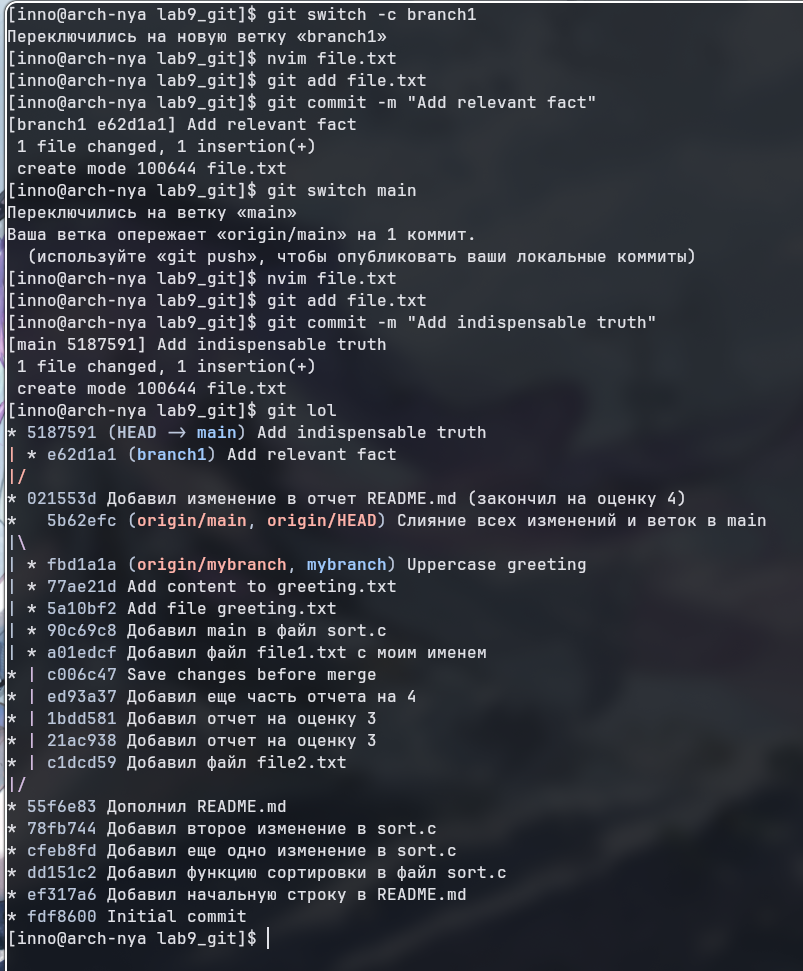 [inno@arch-nya lab9_git]$ git switch -c branch1
Переключились на новую ветку «branch1»
[inno@arch-nya lab9_git]$ nvim file.txt
[inno@arch-nya lab9_git]$ git add file.txt
[inno@arch-nya lab9_git]$ git commit -m "Add relevant fact"
[branch1 e62d1a1] Add relevant fact
 1 file changed, 1 insertion(+)
 create mode 100644 file.txt
[inno@arch-nya lab9_git]$ git switch main
Переключились на ветку «main»
Ваша ветка опережает «origin/main» на 1 коммит.
  (используйте «git push», чтобы опубликовать ваши локальные коммиты)
[inno@arch-nya lab9_git]$ nvim file.txt
[inno@arch-nya lab9_git]$ git add file.txt
[inno@arch-nya lab9_git]$ git commit -m "Add indispensable truth"
[main 5187591] Add indispensable truth
 1 file changed, 1 insertion(+)
 create mode 100644 file.txt
[inno@arch-nya lab9_git]$ git lol
* 5187591 (HEAD -> main) Add indispensable truth
| * e62d1a1 (branch1) Add relevant fact
|/
* 021553d Добавил изменение в отчет README.md (закончил на оценку 4)
*   5b62efc (origin/main, origin/HEAD) Слияние всех изменений и веток в main
|\
| * fbd1a1a (origin/mybranch, mybranch) Uppercase greeting
| * 77ae21d Add content to greeting.txt
| * 5a10bf2 Add file greeting.txt
| * 90c69c8 Добавил main в файл sort.c
| * a01edcf Добавил файл file1.txt с моим именем
* | c006c47 Save changes before merge
* | ed93a37 Добавил еще часть отчета на 4
* | 1bdd581 Добавил отчет на оценку 3
* | 21ac938 Добавил отчет на оценку 3
* | c1dcd59 Добавил файл file2.txt
|/
* 55f6e83 Дополнил README.md
* 78fb744 Добавил второе изменение в sort.c
* cfeb8fd Добавил еще одно изменение в sort.c
* dd151c2 Добавил функцию сортировки в файл sort.c
* ef317a6 Добавил начальную строку в README.md
* fdf8600 Initial commit
[inno@arch-nya lab9_git]$